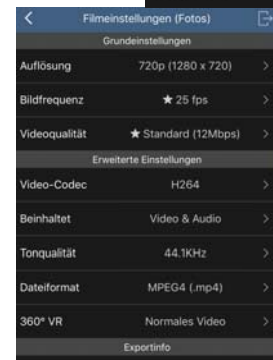 Filmeinstellungen (Fotos)
Grundeinstellungen
Auflösung 720p (1280 x 720)
Bildfrequenz ★ 25 fps
Videoqualität ★ Standard (12Mbps)
Erweiterte Einstellungen
Video-Codec H264
Beinhaltet Video & Audio
Tonqualität 44.1KHz
Dateiformat MPEG4 (.mp4)
360° VR Normales Video
Exportinfo